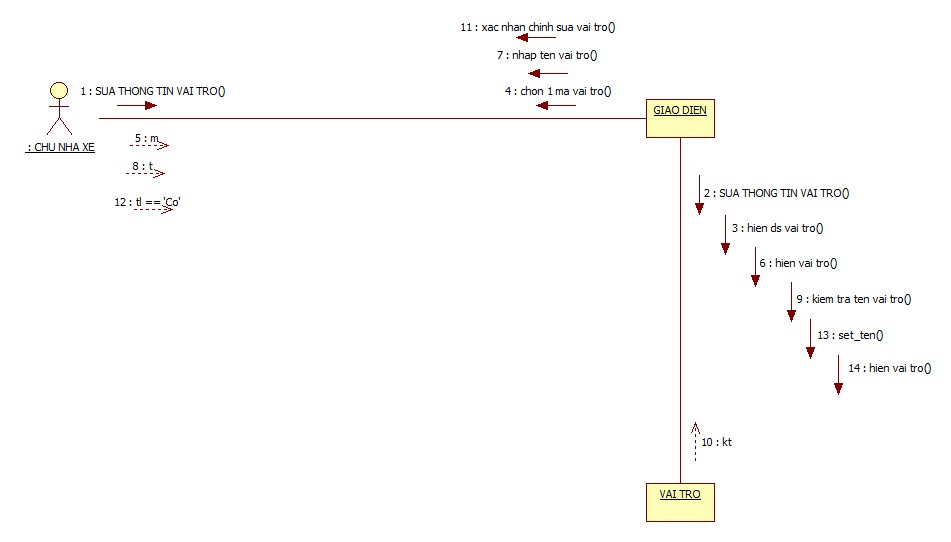 11 : xac nhan chinh sua vai tro()
7 : nhap ten vai tro()
1 : SUA THONG TIN VAI TRO()
4 : chon 1 ma vai tro()
GIAO DIEN
: CHU NHA XE
5 : m
8 : t
12 : tl == 'Co'
2 : SUA THONG TIN VAI TRO()
3 : hien ds vai tro()
6 : hien vai tro()
9 : kiem tra ten vai tro()
13 : set_ten()
14 : hien vai tro()
10 : kt
VAI TRO